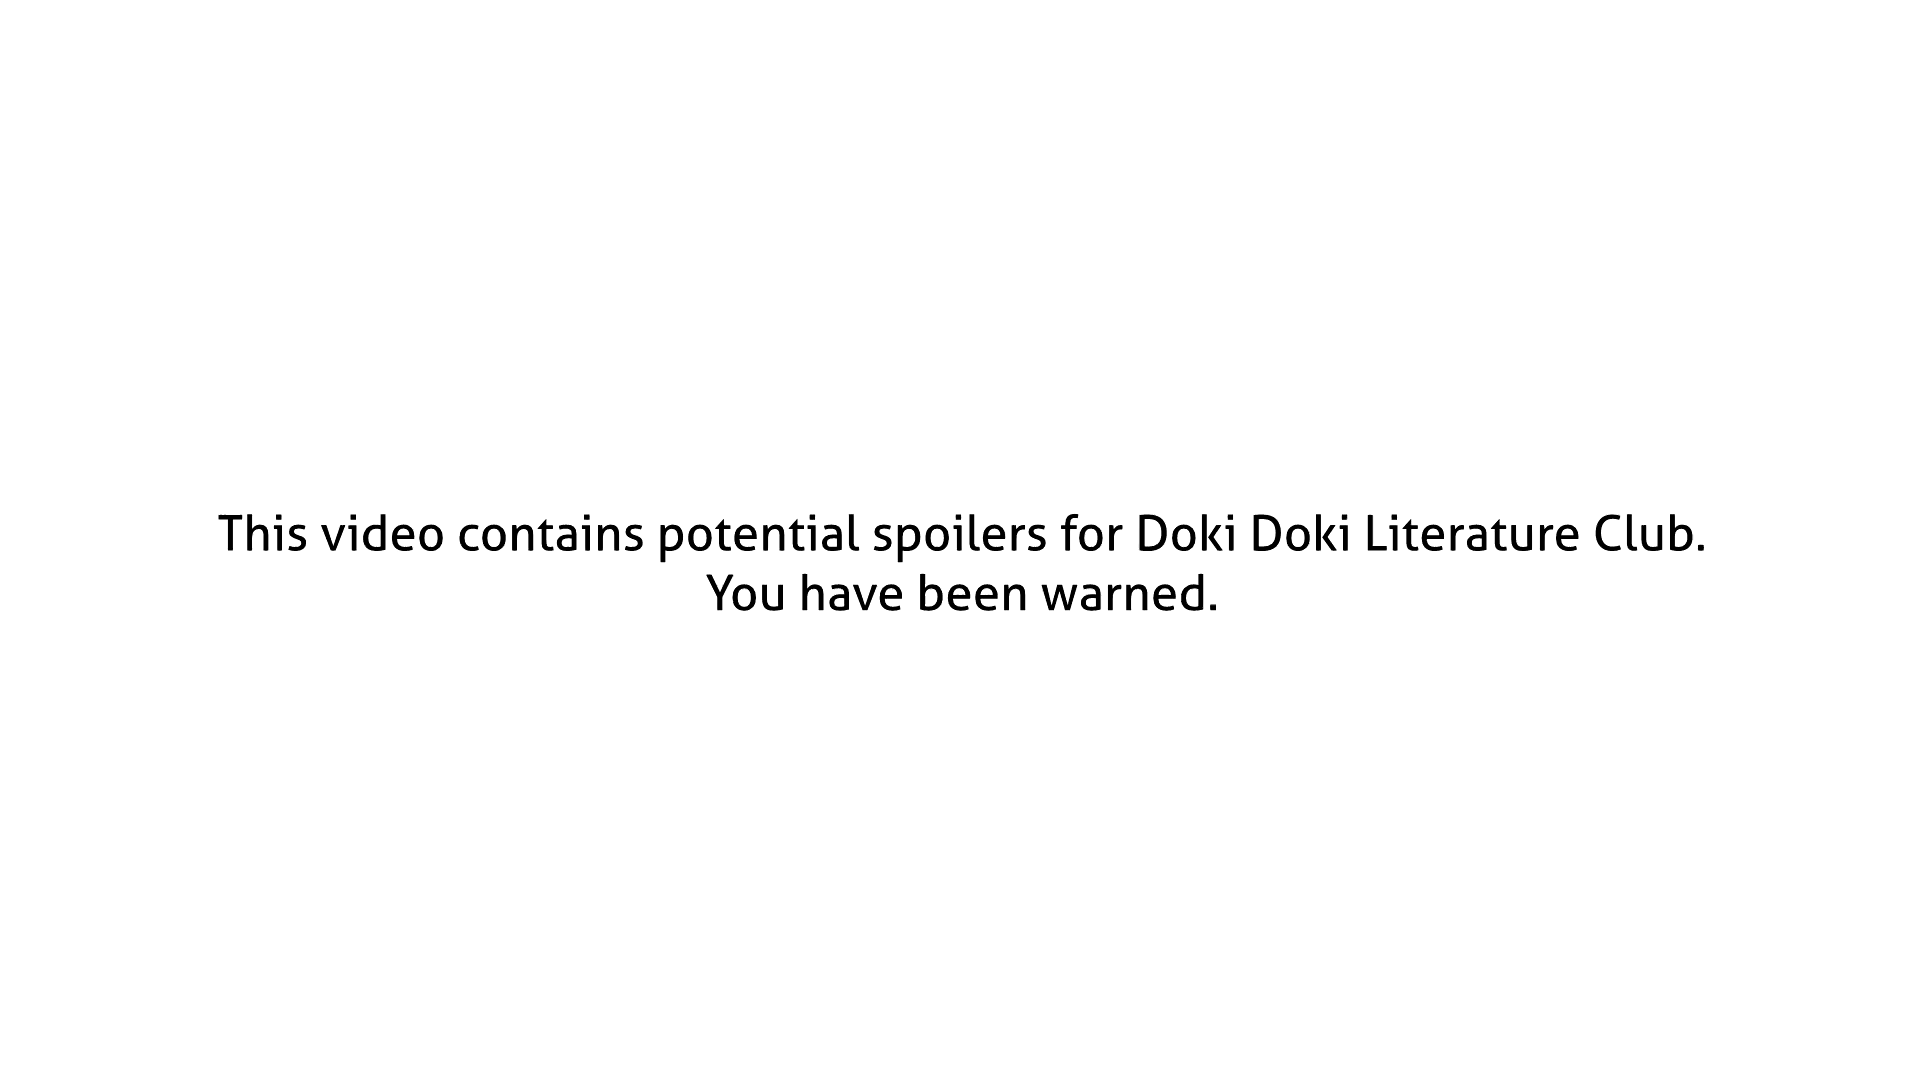 This video contains potential spoilers for Doki Doki Literature Club.
You have been warned.